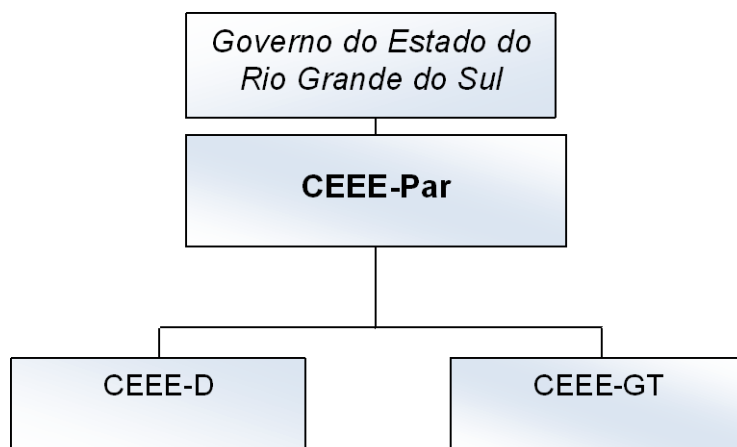 Governo do Estado do
Rio Grande do Sul
CEEE-Par
CEEE-D
CEEE-GT